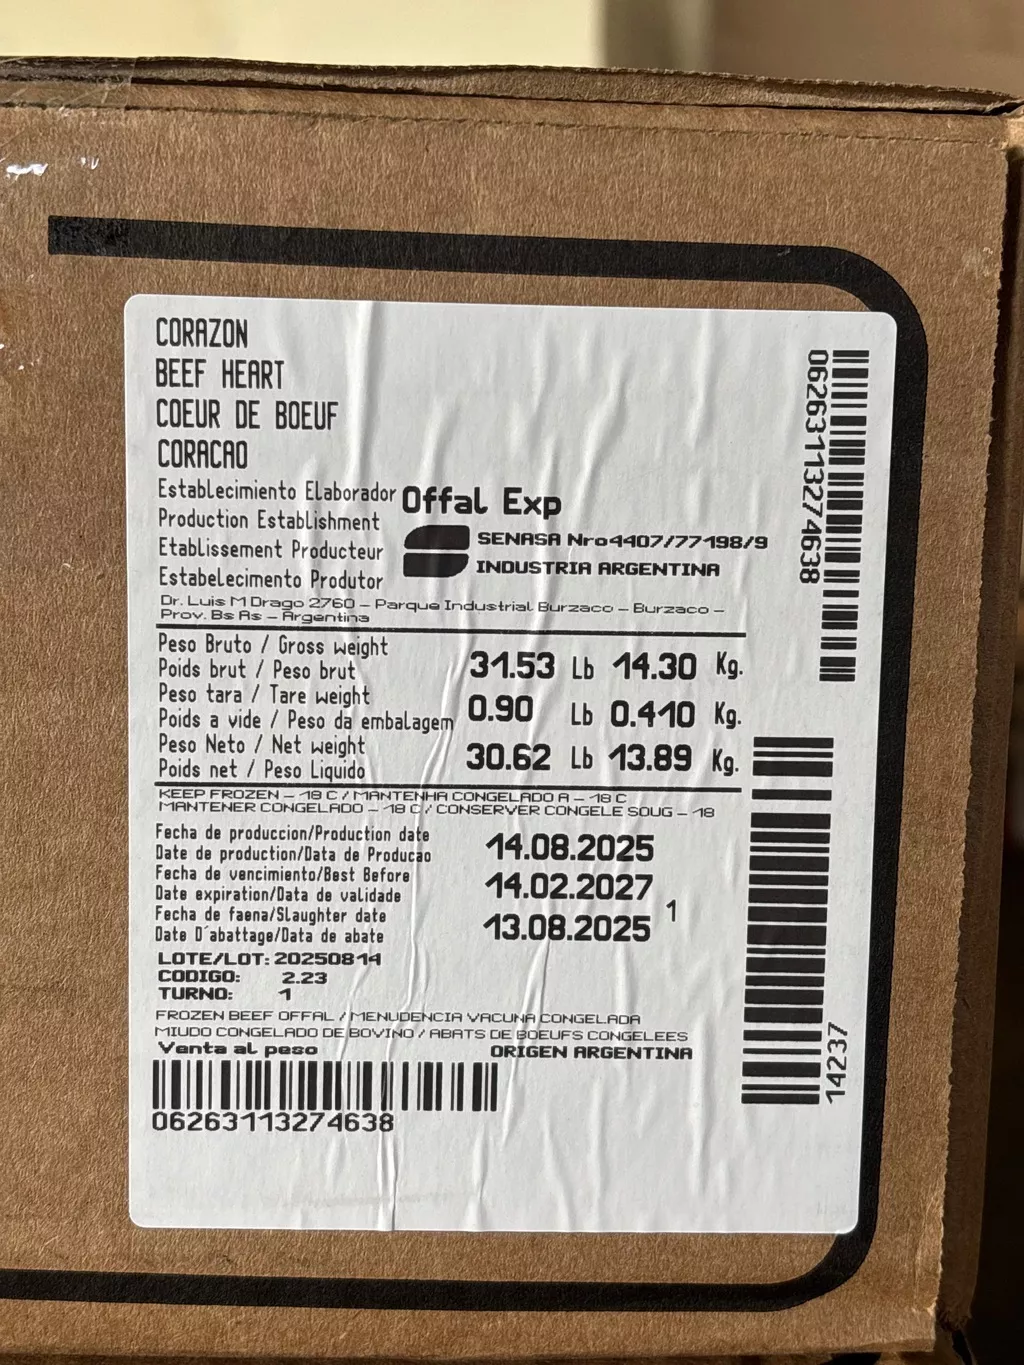 CORAZON
BEEF HEART
COEUR DE BOEUF
CORACAO
Establecimiento Elaborador Offal Exp
Production Establishment
Etablissement Producteur
Estabelecimento Produtor
SENASA Nro4407/77198/9
INDUSTRIA ARGENTINA
Dr. Luis M Drago 2760 – Parque Industrial Burzaco – Burzaco –
Prov. Bs As – Argentina
Peso Bruto / Gross weight
Poids brut / Peso brut
31.53 Lb 14.30 Kg.
Peso tara / Tare weight
Poids a vide / Peso da embalagem
0.90 Lb 0.410 Kg.
Peso Neto / Net weight
Poids net / Peso Liquido
30.62 Lb 13.89 Kg.
KEEP FROZEN – 18 C / MANTENHA CONGELADO A – 18 C
MANTENER CONGELADO – 18 C / CONSERVER CONGELE SOUG – 18
Fecha de produccion/Production date
Date de production/Data de Producao
14.08.2025
Fecha de vencimiento/Best Before
Date expiration/Data de validade
14.02.2027
Fecha de faena/Slaughter date
Date D´abattage/Data de abate
13.08.2025 1
LOTE/LOT: 20250814
CODIGO: 2.23
TURNO: 1
FROZEN BEEF OFFAL / MENUDENCIA VACUNA CONGELADA
MIUDO CONGELADO DE BOVINO / ABATS DE BOEUFS CONGELEES
Venta al peso ORIGEN ARGENTINA
06263113274638
06263113274638
14237